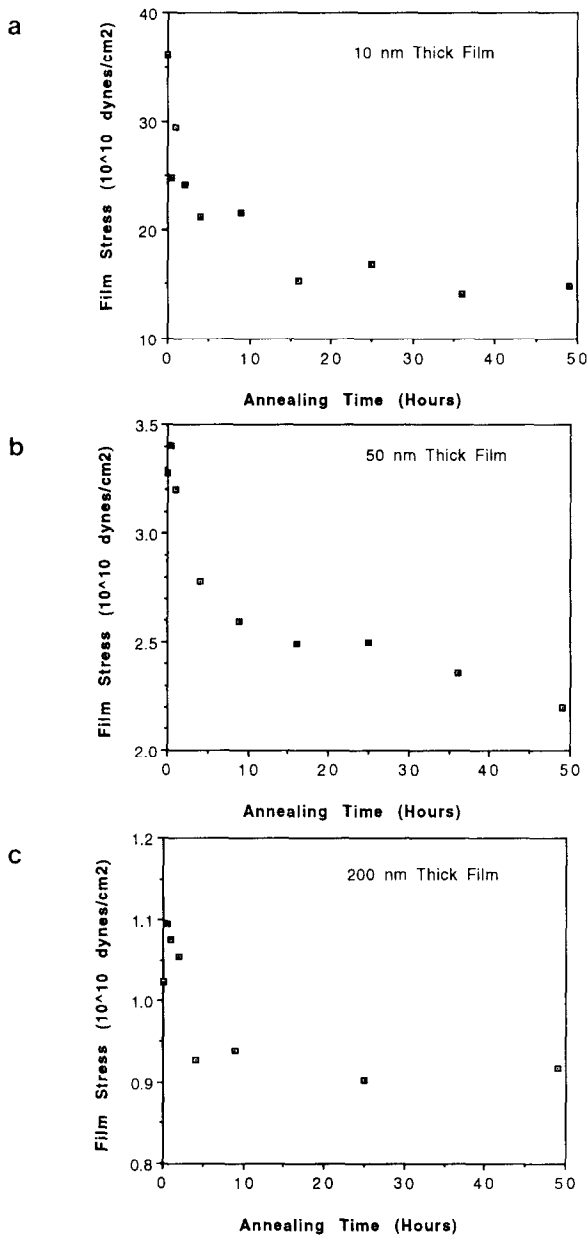 a
10 nm Thick Film
Film Stress (10^10 dynes/cm2)
40
30
20
10
0
10
20
30
40
50
Annealing Time (Hours)
b
50 nm Thick Film
Film Stress (10^10 dynes/cm2)
3.5
3.0
2.5
2.0
0
10
20
30
40
50
Annealing Time (Hours)
c
200 nm Thick Film
Film Stress (10^10 dynes/cm2)
1.2
1.1
1.0
0.9
0.8
0
10
20
30
40
50
Annealing Time (Hours)